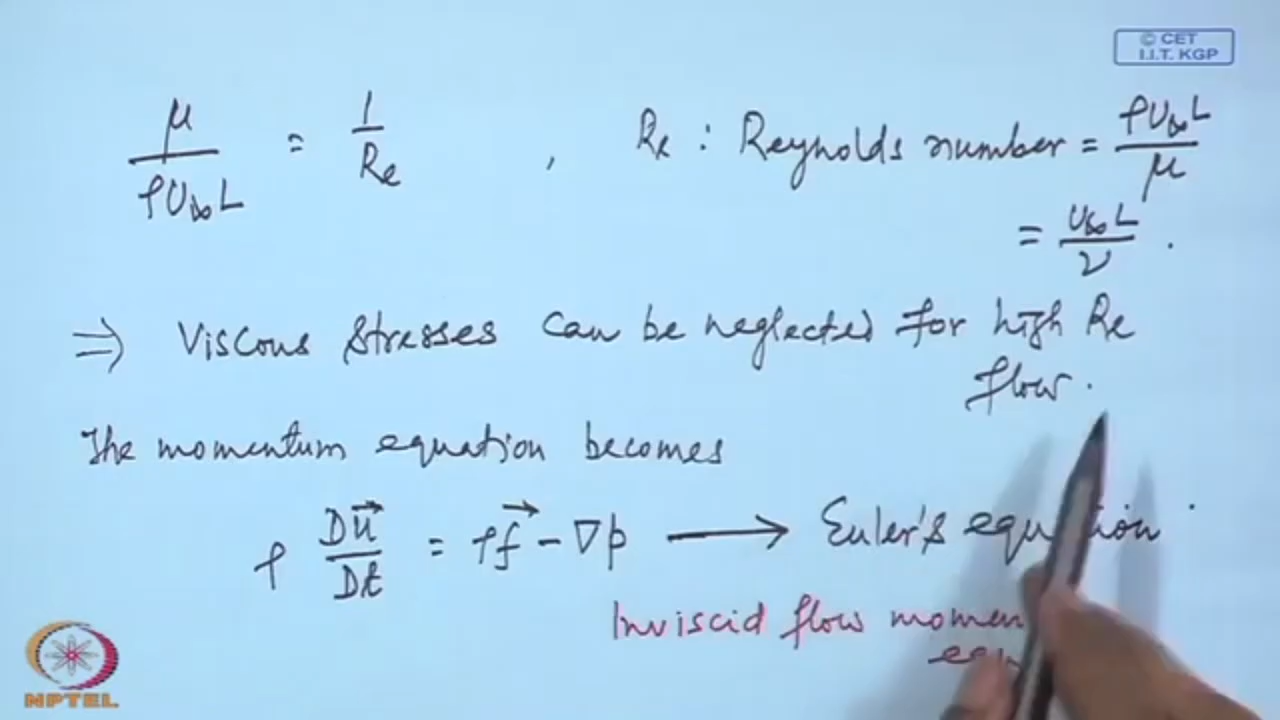 © CET
I.I.T. KGP
μ/ρU∞L = 1/Re , Re : Reynolds number = ρU∞L/μ
= U∞L/ν .
⇒ Viscous stresses can be neglected for high Re
flow.
The momentum equation becomes
ρ Du⃗/Dt = ρf⃗ - ∇p ⟶ Euler's equation
Inviscid flow
NPTEL